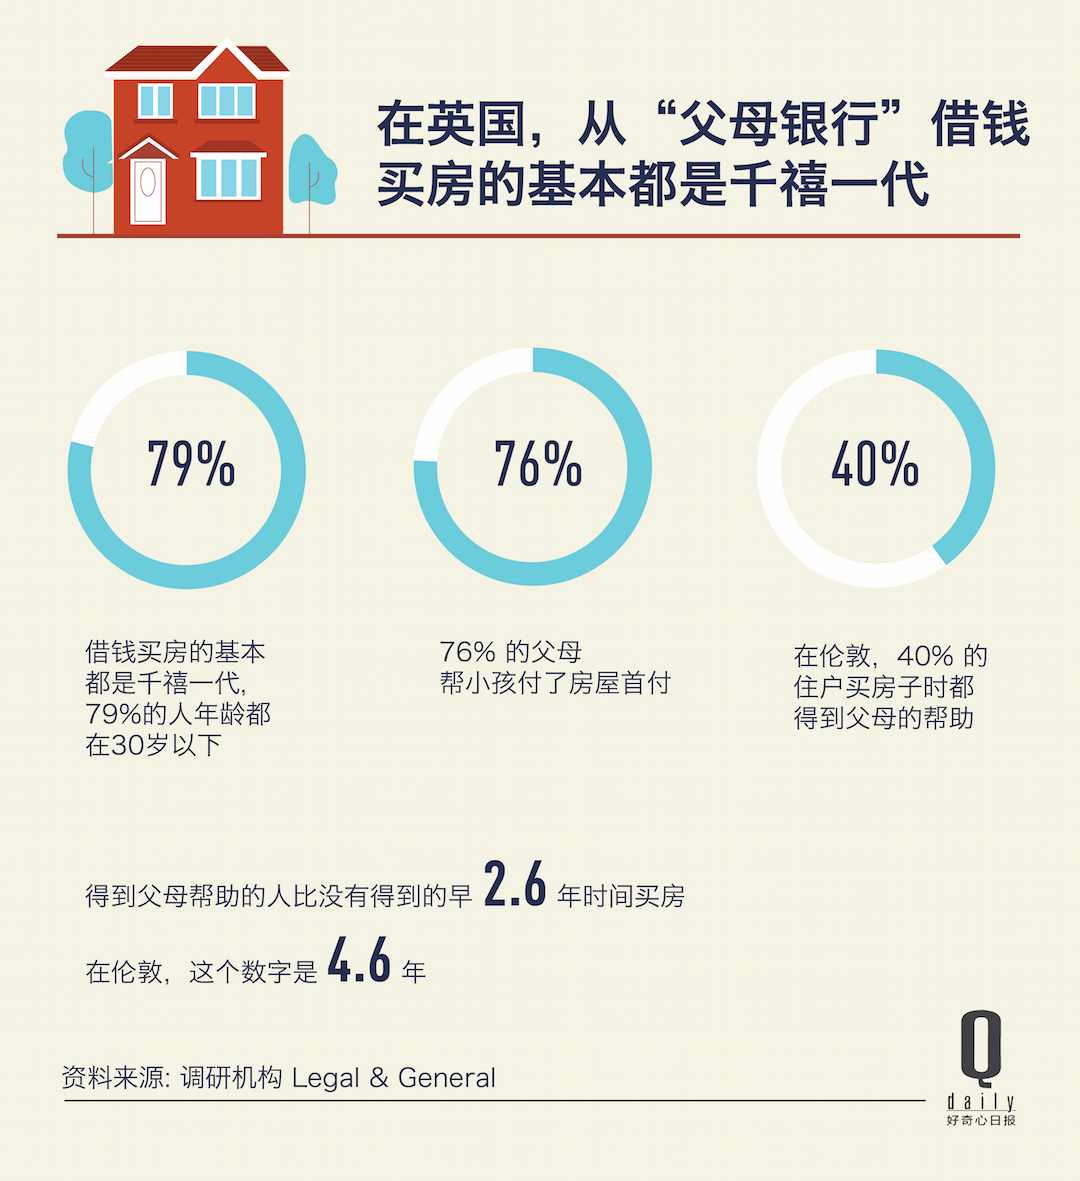 在英国，从“父母银行”借钱
买房的基本都是千禧一代
79%
76%
40%
借钱买房的基本
都是千禧一代,
79%的人年龄都
在30岁以下
76% 的父母
帮小孩付了房屋首付
在伦敦，40% 的
住户买房子时都
得到父母的帮助
得到父母帮助的人比没有得到的早 2.6 年时间买房
在伦敦，这个数字是 4.6 年
资料来源: 调研机构 Legal & General
Q
daily
好奇心日报